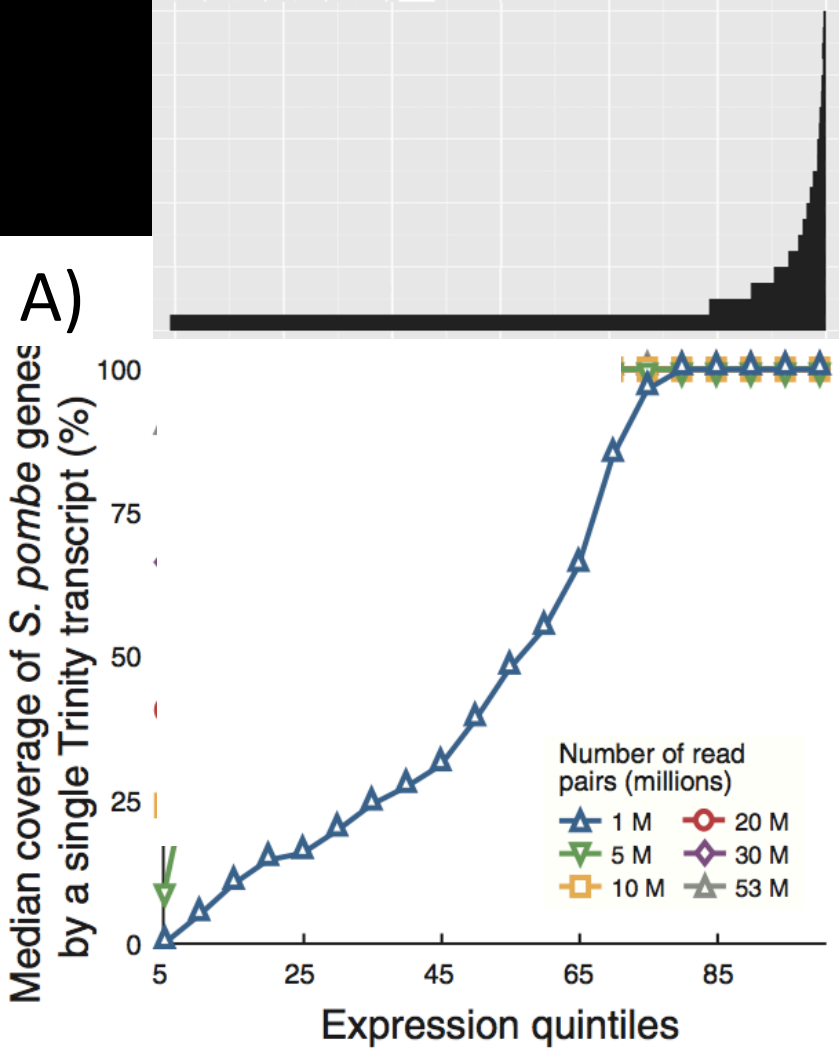 A)
Median coverage of S. pombe genes
by a single Trinity transcript (%)
100
75
50
25
0
5 25 45 65 85
Expression quintiles
Number of read
pairs (millions)
1 M 20 M
5 M 30 M
10 M 53 M